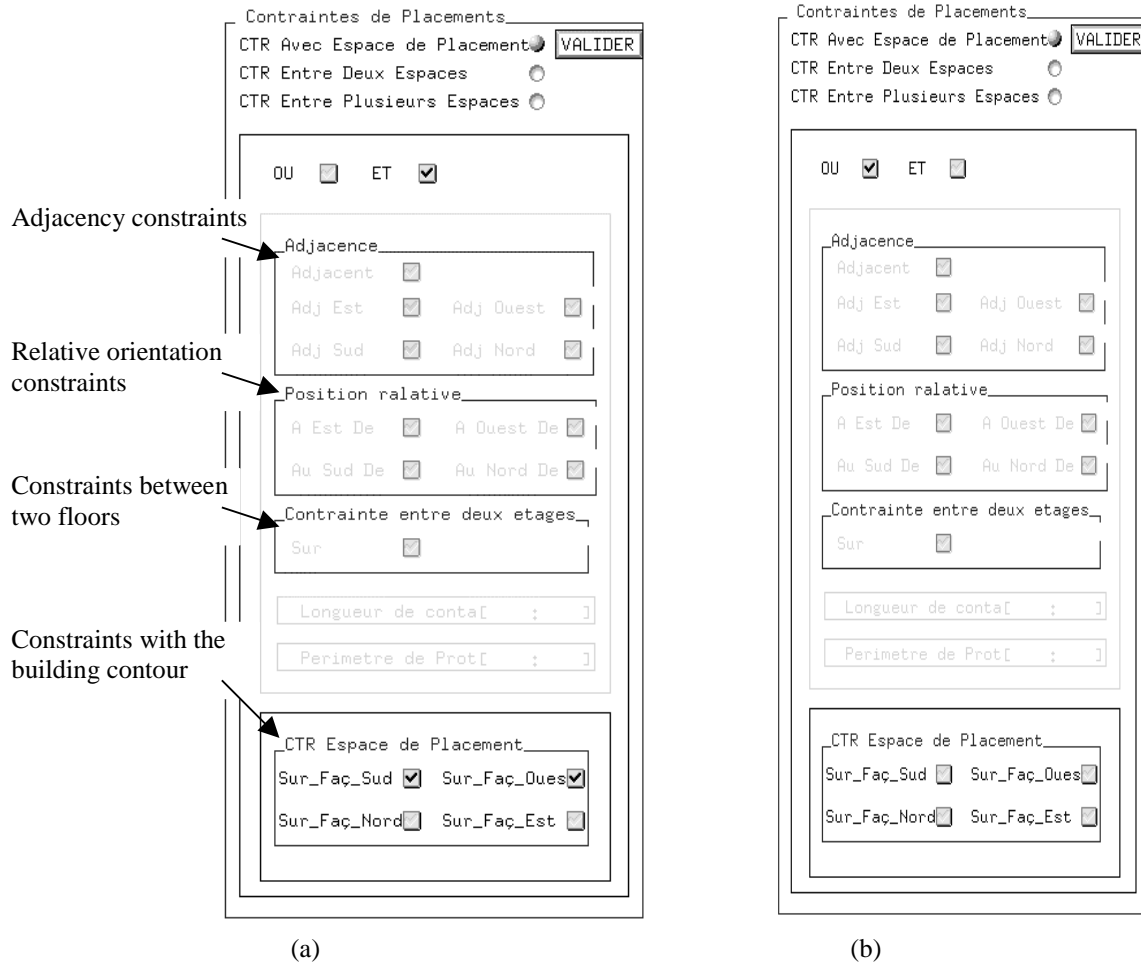 Contraintes de Placements
CTR Avec Espace de Placement VALIDER
CTR Entre Deux Espaces
CTR Entre Plusieurs Espaces
OU ET
Adjacency constraints
Adjacence
Adjacent
Adj Est Adj Ouest
Adj Sud Adj Nord
Relative orientation
constraints
Position ralative
A Est De A Ouest De
Au Sud De Au Nord De
Constraints between
two floors
Contrainte entre deux etages
Sur
Longueur de conta[ : ]
Perimetre de Prot[ : ]
Constraints with the
building contour
CTR Espace de Placement
Sur_Faç_Sud Sur_Faç_Oues
Sur_Faç_Nord Sur_Faç_Est
(a)
Contraintes de Placements
CTR Avec Espace de Placement VALIDER
CTR Entre Deux Espaces
CTR Entre Plusieurs Espaces
OU ET
Adjacence
Adjacent
Adj Est Adj Ouest
Adj Sud Adj Nord
Position ralative
A Est De A Ouest De
Au Sud De Au Nord De
Contrainte entre deux etages
Sur
Longueur de conta[ : ]
Perimetre de Prot[ : ]
CTR Espace de Placement
Sur_Faç_Sud Sur_Faç_Oues
Sur_Faç_Nord Sur_Faç_Est
(b)